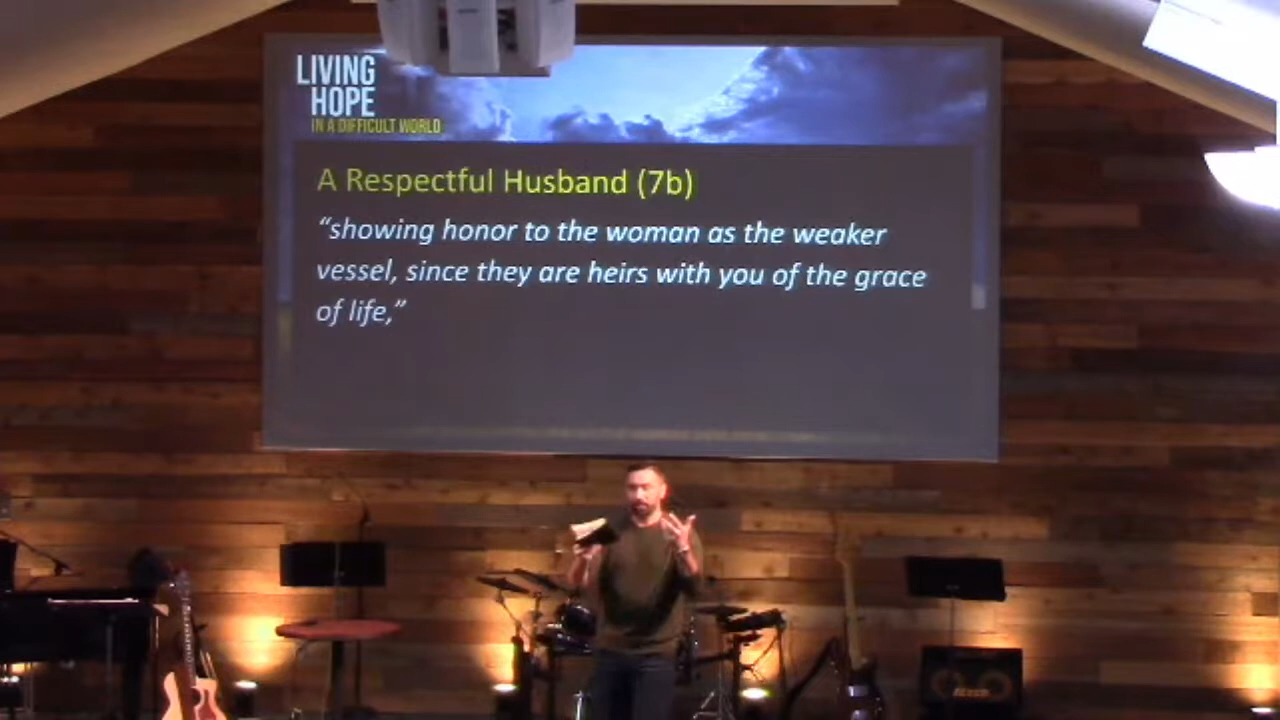 LIVING
HOPE
IN A DIFFICULT WORLD
A Respectful Husband (7b)
“showing honor to the woman as the weaker
vessel, since they are heirs with you of the grace
of life,”